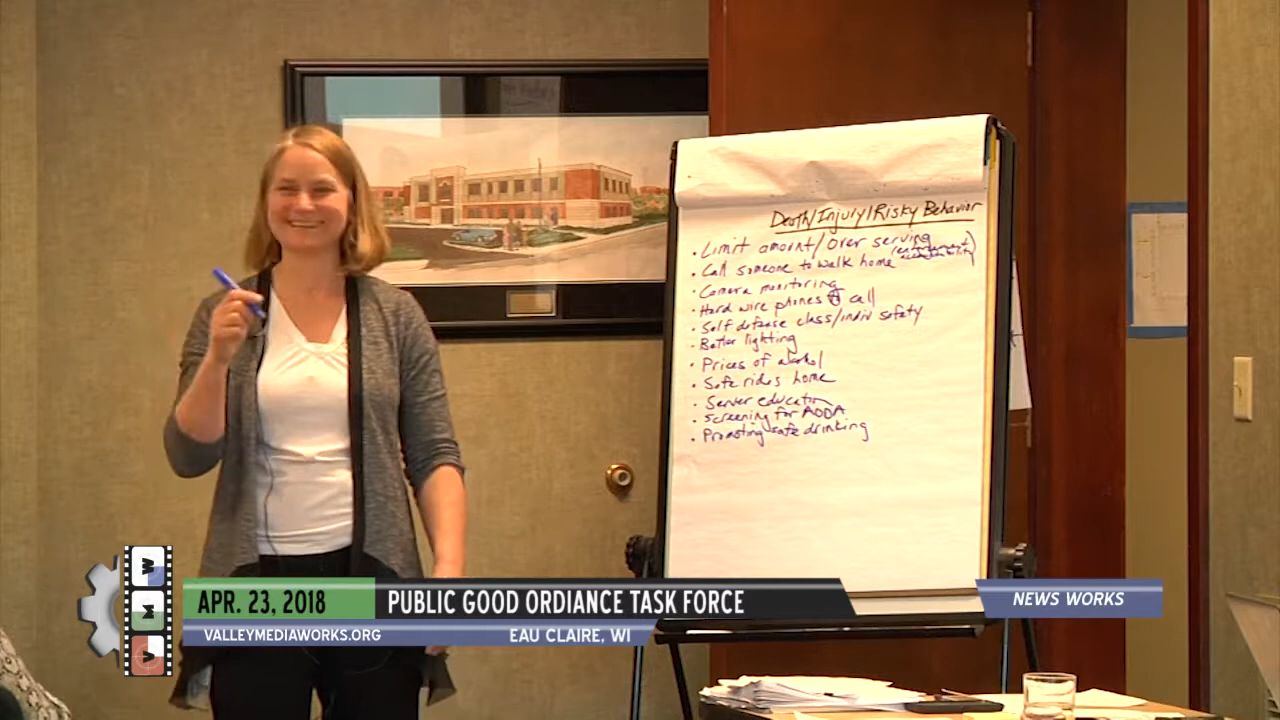 Death/Injury/Risky Behavior
• Limit amount/over serving
• Call someone to walk home
• Camera monitoring
• Hard wire phones to call
• Self defense class/indiv safety
• Better lighting
• Prices of alcohol
• Safe rides home
• Server education
• Screening for AODA
• Promoting safe drinking
W
M
V
APR. 23, 2018
PUBLIC GOOD ORDIANCE TASK FORCE
NEWS WORKS
VALLEYMEDIAWORKS.ORG
EAU CLAIRE, WI